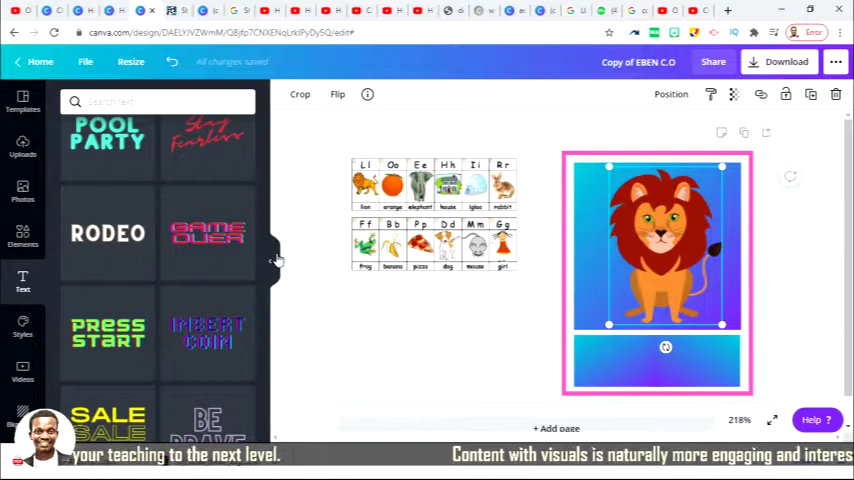 canva.com/design/DAELYJVZWmM/QBjfp7CNXENqLrkIPyDy5Q/edit#
Error
Home
File
Resize
All changes saved
Copy of EBEN C.O
Share
Download
Templates
Uploads
Photos
Elements
Text
Styles
Videos
Search text
POOL
PARTY
Stay
Fearless
RODEO
GAME
OVER
PRESS
START
INSERT
COIN
SALE
SALE
BE
BRAVE
Crop
Flip
Position
Ll Oo Ee Hh Ii Rr
lion orange elephant house igloo rabbit
Ff Bb Pp Dd Mm Gg
frog banana pizza dog mouse girl
+ Add page
218%
Help ?
your teaching to the next level.
Content with visuals is naturally more engaging and interes